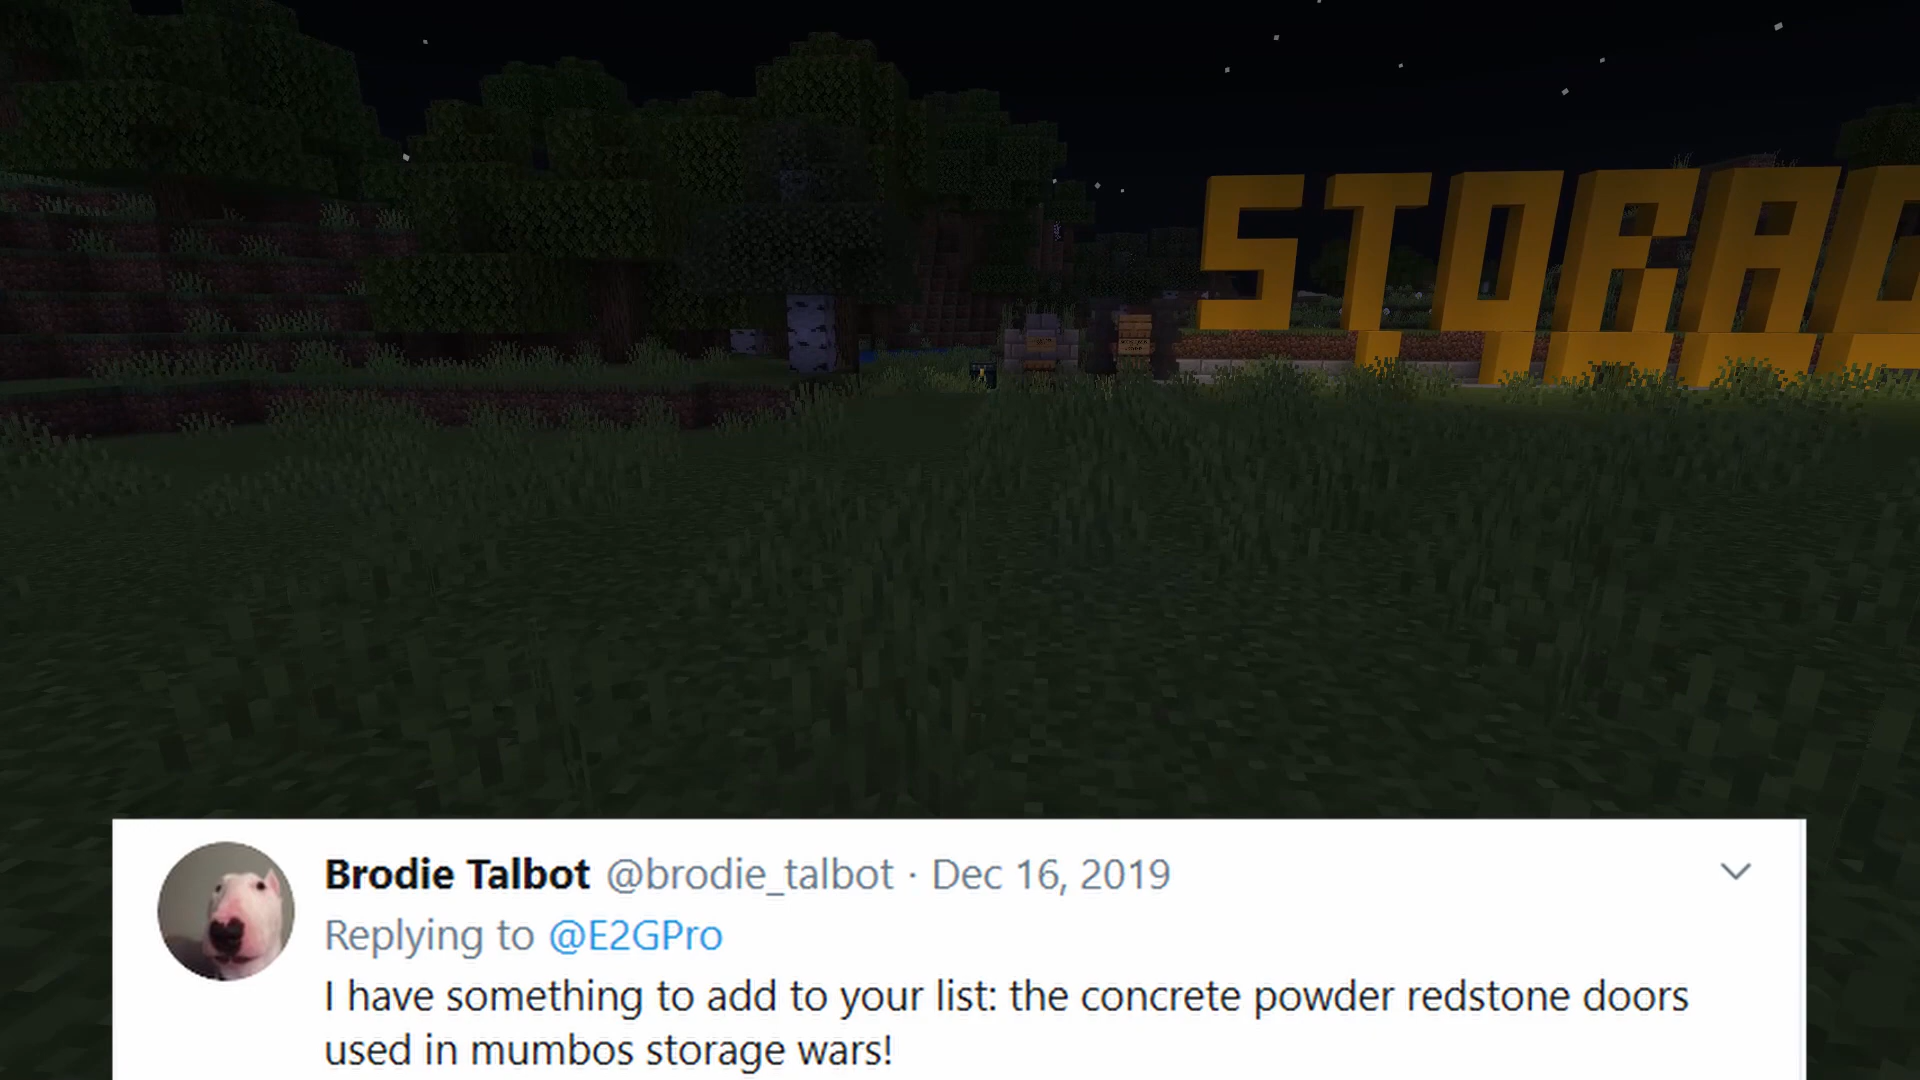 STORAG
Brodie Talbot @brodie_talbot · Dec 16, 2019
Replying to @E2GPro
I have something to add to your list: the concrete powder redstone doors
used in mumbos storage wars!